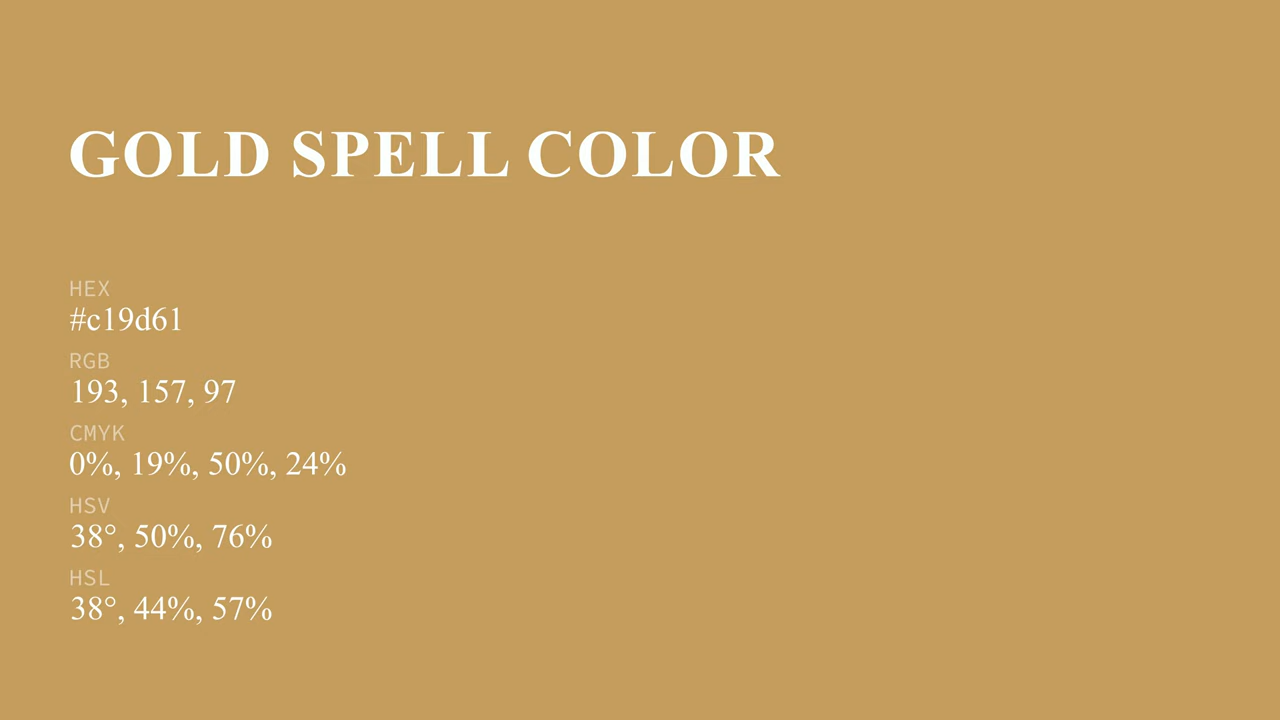 GOLD SPELL COLOR
HEX
#c19d61
RGB
193, 157, 97
CMYK
0%, 19%, 50%, 24%
HSV
38°, 50%, 76%
HSL
38°, 44%, 57%